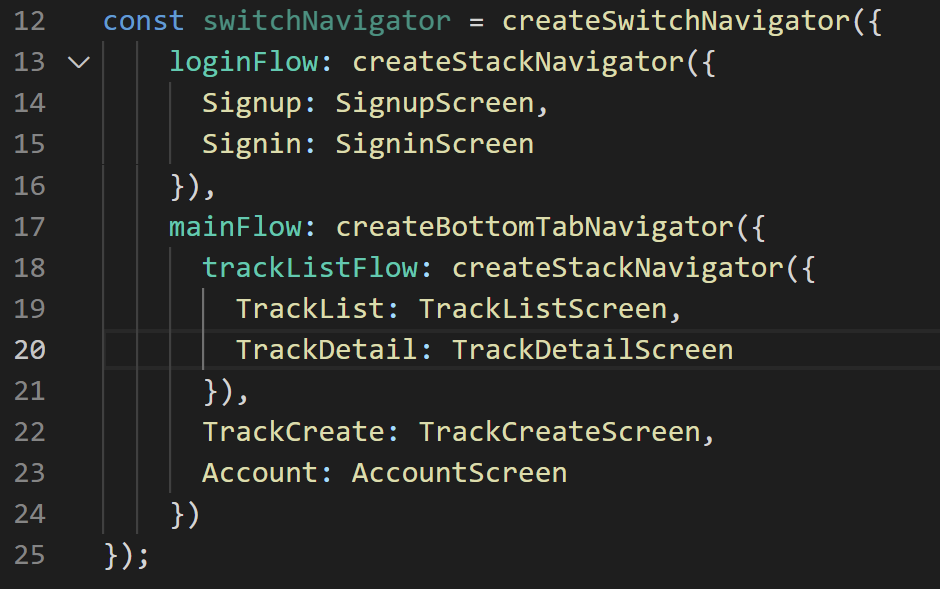 12 const switchNavigator = createSwitchNavigator({
13     loginFlow: createStackNavigator({
14       Signup: SignupScreen,
15       Signin: SigninScreen
16     }),
17     mainFlow: createBottomTabNavigator({
18       trackListFlow: createStackNavigator({
19         TrackList: TrackListScreen,
20         TrackDetail: TrackDetailScreen
21       }),
22       TrackCreate: TrackCreateScreen,
23       Account: AccountScreen
24     })
25 });